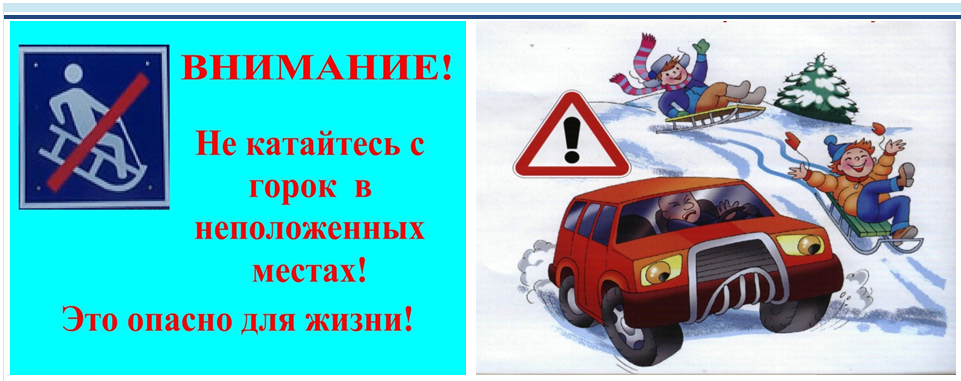 ВНИМАНИЕ!
Не катайтесь с
горок в
неположенных
местах!
Это опасно для жизни!